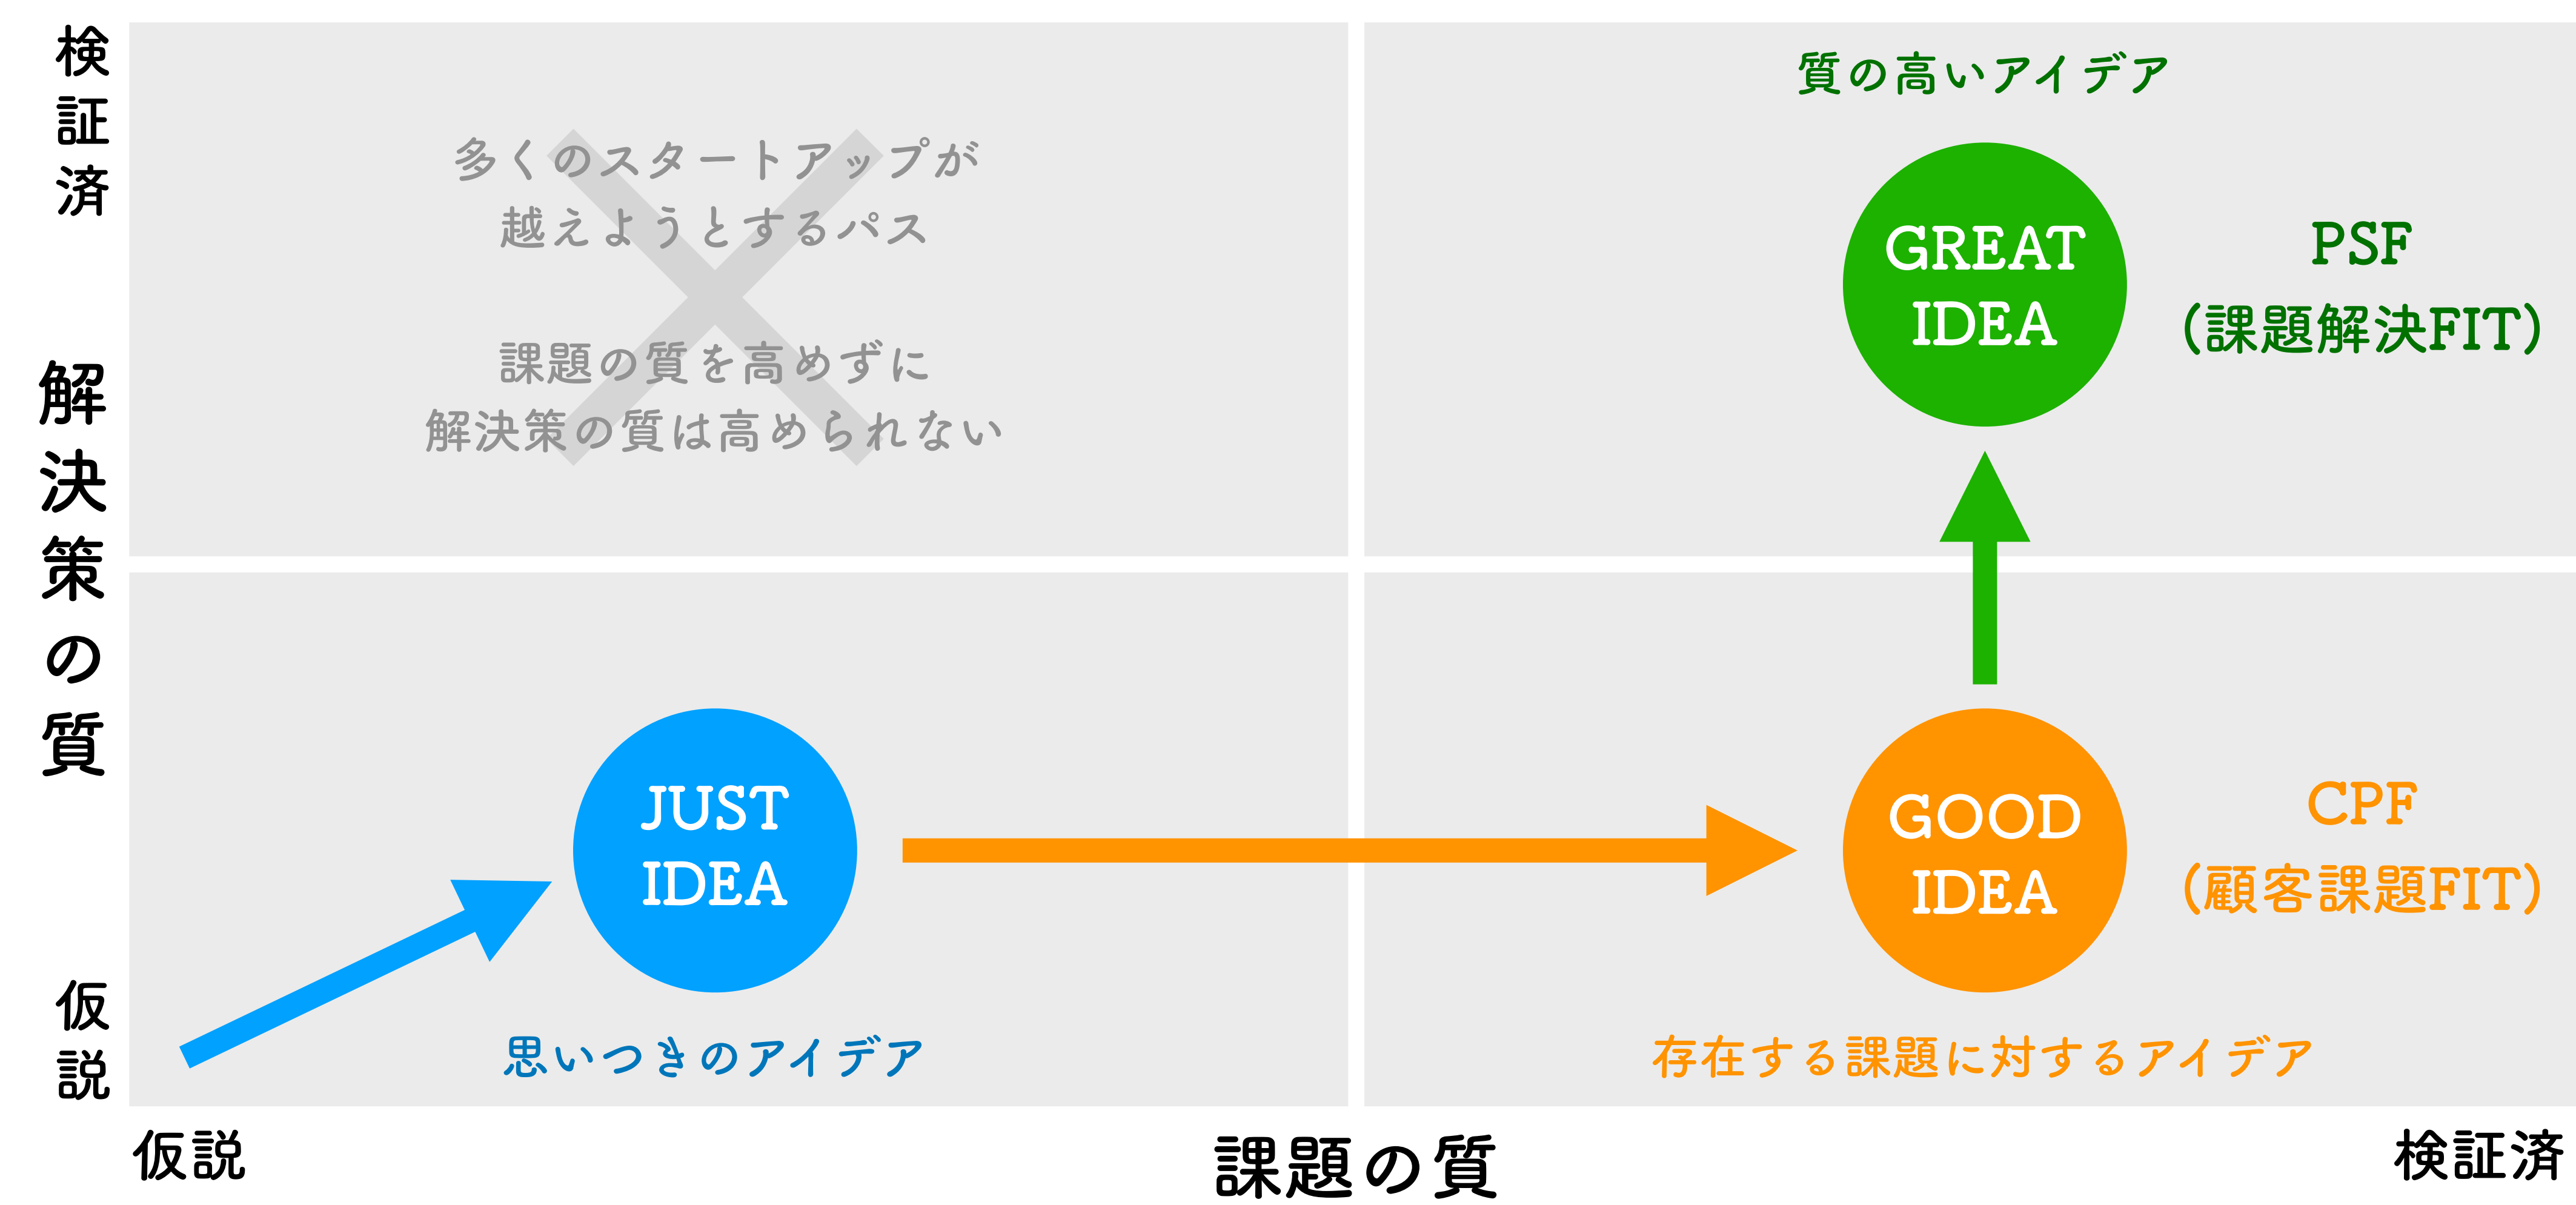 検証済
解決策の質
仮説
多くのスタートアップが
越えようとするパス
課題の質を高めずに
解決策の質は高められない
質の高いアイデア
GREAT
IDEA
PSF
(課題解決FIT)
JUST
IDEA
思いつきのアイデア
GOOD
IDEA
CPF
(顧客課題FIT)
存在する課題に対するアイデア
仮説
課題の質
検証済